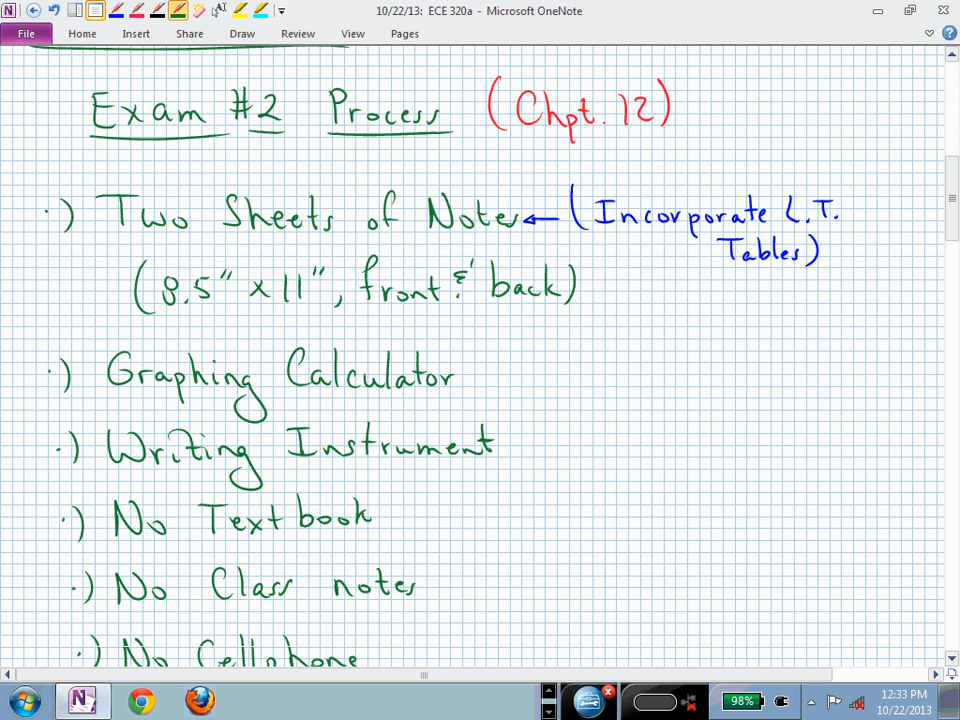 10/22/13: ECE 320a - Microsoft OneNote
File Home Insert Share Draw Review View Pages
Exam #2 Process (Chpt. 12)
·) Two Sheets of Notes ← (Incorporate L.T.
Tables)
(8.5" x 11", front & back)
·) Graphing Calculator
·) Writing Instrument
·) No Textbook
·) No Class notes
·) No Cellphone
98%
12:33 PM
10/22/2013